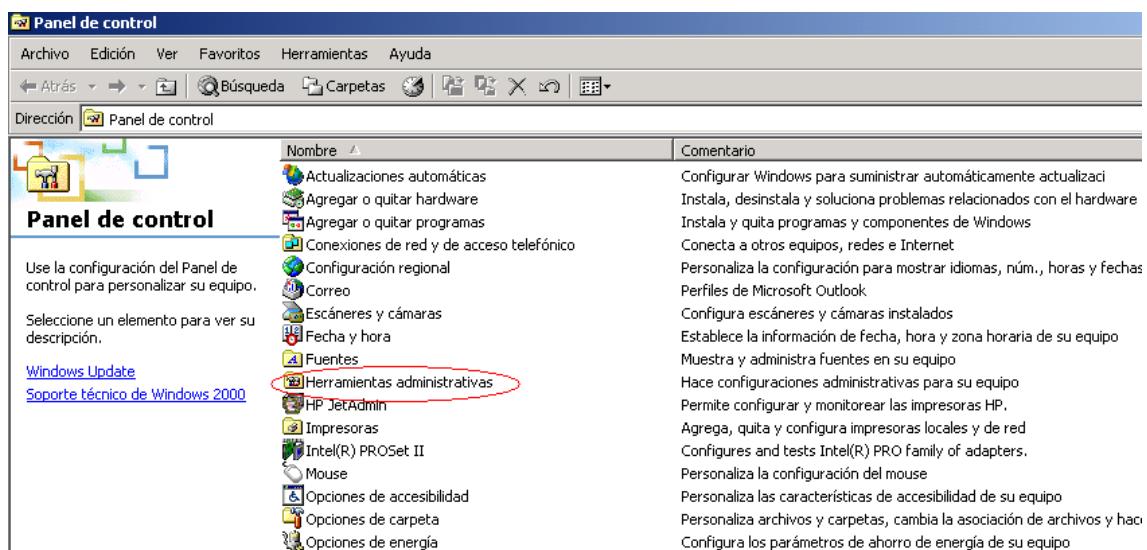 Panel de control
Archivo Edición Ver Favoritos Herramientas Ayuda
Atrás Búsqueda Carpetas
Dirección Panel de control
Panel de control
Use la configuración del Panel de
control para personalizar su equipo.
Seleccione un elemento para ver su
descripción.
Windows Update
Soporte técnico de Windows 2000
Nombre Comentario
Actualizaciones automáticas Configurar Windows para suministrar automáticamente actualizaci
Agregar o quitar hardware Instala, desinstala y soluciona problemas relacionados con el hardware
Agregar o quitar programas Instala y quita programas y componentes de Windows
Conexiones de red y de acceso telefónico Conecta a otros equipos, redes e Internet
Configuración regional Personaliza la configuración para mostrar idiomas, núm., horas y fechas
Correo Perfiles de Microsoft Outlook
Escáneres y cámaras Configura escáneres y cámaras instalados
Fecha y hora Establece la información de fecha, hora y zona horaria de su equipo
Fuentes Muestra y administra fuentes en su equipo
Herramientas administrativas Hace configuraciones administrativas para su equipo
HP JetAdmin Permite configurar y monitorear las impresoras HP.
Impresoras Agrega, quita y configura impresoras locales y de red
Intel(R) PROSet II Configures and tests Intel(R) PRO family of adapters.
Mouse Personaliza la configuración del mouse
Opciones de accesibilidad Personaliza las características de accesibilidad de su equipo
Opciones de carpeta Personaliza archivos y carpetas, cambia la asociación de archivos y hace
Opciones de energía Configura los parámetros de ahorro de energía de su equipo